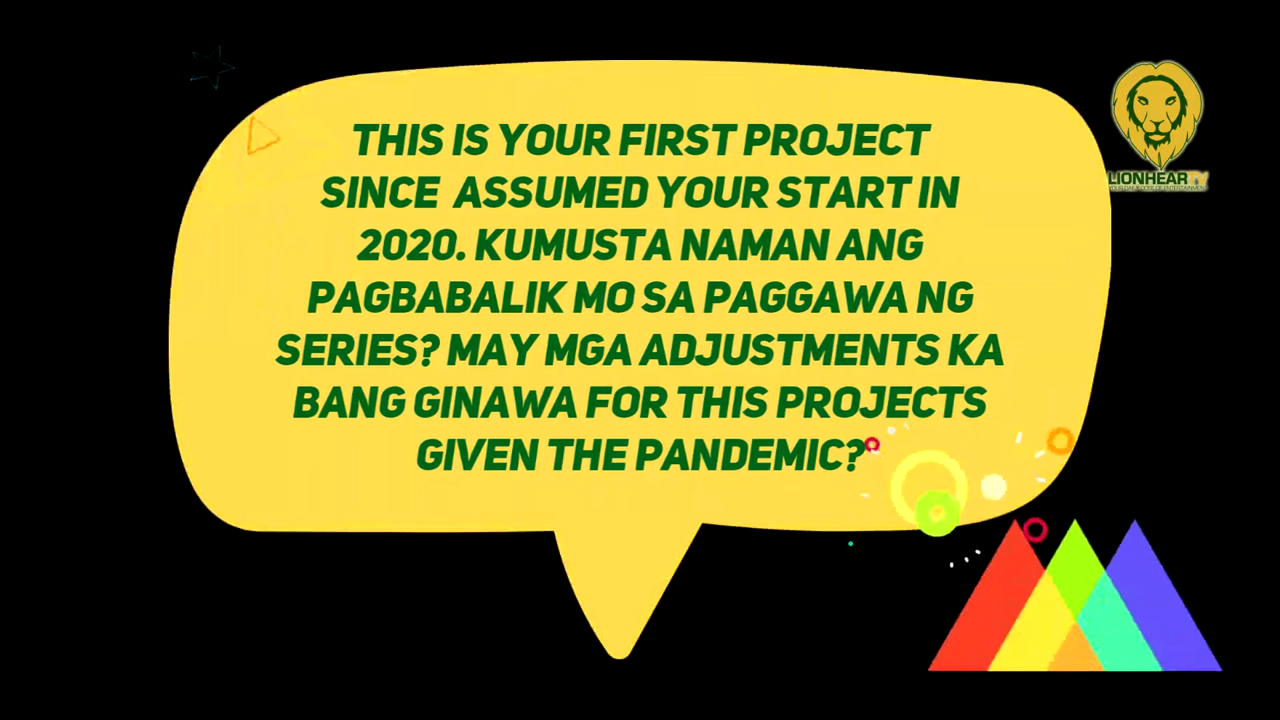 THIS IS YOUR FIRST PROJECT
SINCE ASSUMED YOUR START IN
2020. KUMUSTA NAMAN ANG
PAGBABALIK MO SA PAGGAWA NG
SERIES? MAY MGA ADJUSTMENTS KA
BANG GINAWA FOR THIS PROJECTS
GIVEN THE PANDEMIC?
LIONHEARTV